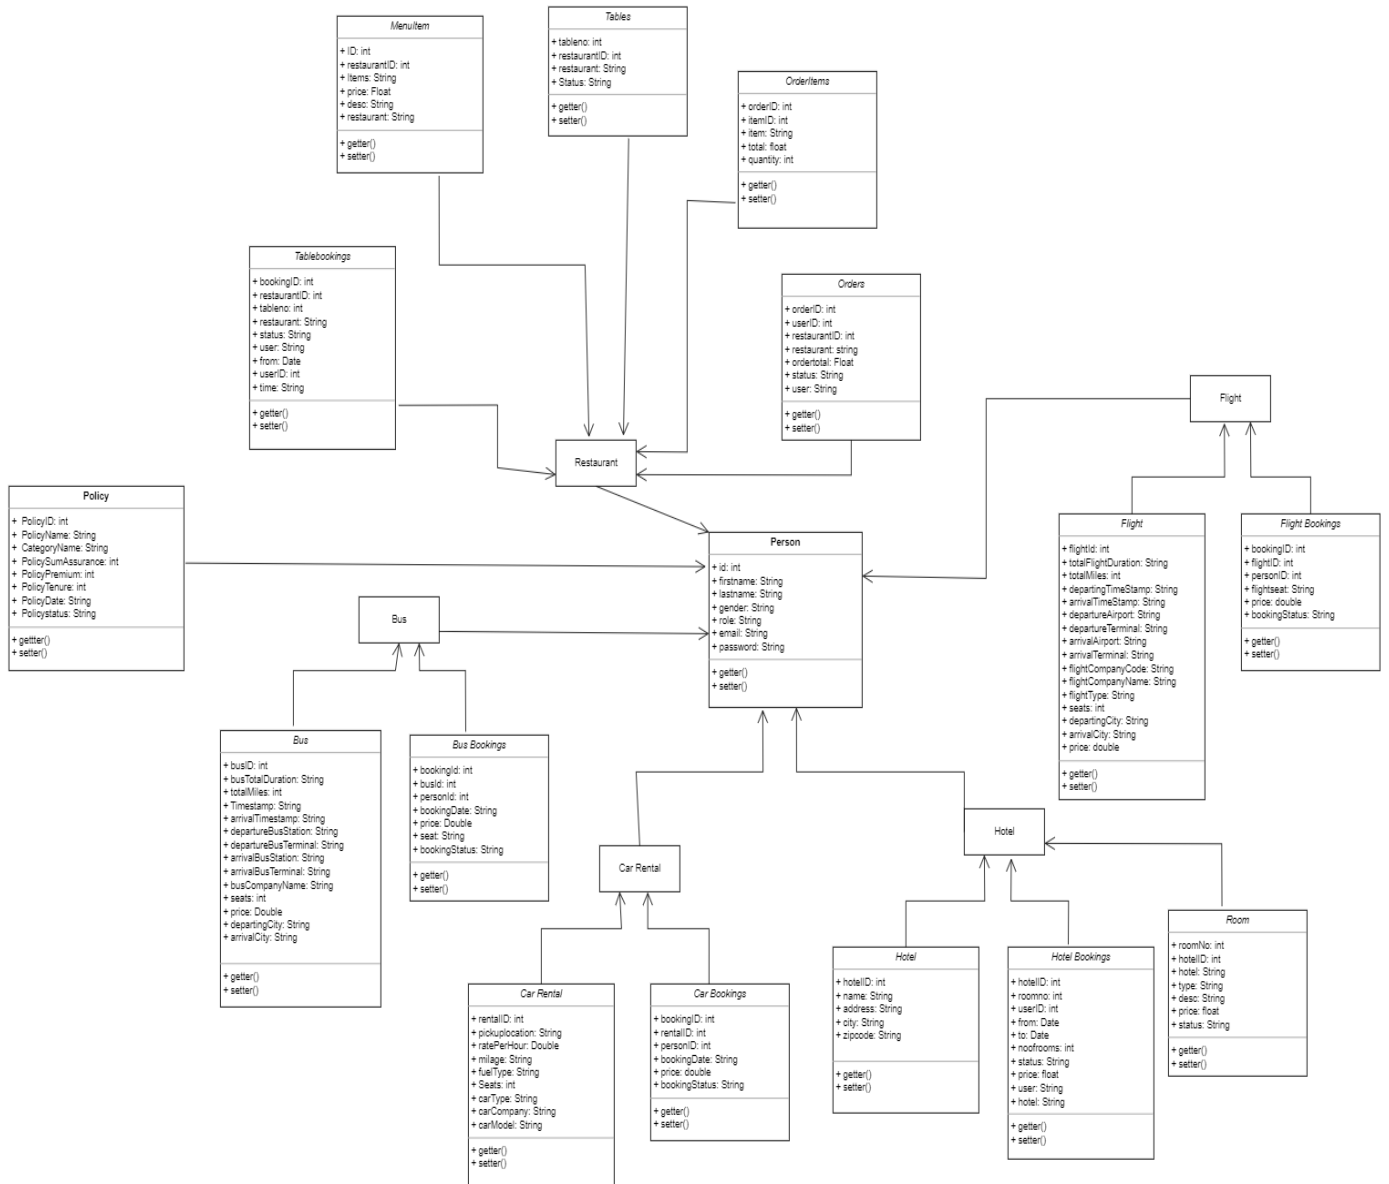 MenuItem
+ ID: int
+ restaurantID: int
+ Items: String
+ price: Float
+ desc: String
+ restaurant: String
+ getter()
+ setter()
Tables
+ tableno: int
+ restaurantID: int
+ restaurant: String
+ Status: String
+ getter()
+ setter()
OrderItems
+ orderID: int
+ itemID: int
+ item: String
+ total: float
+ quantity: int
+ getter()
+ setter()
Tablebookings
+ bookingID: int
+ restaurantID: int
+ tableno: int
+ restaurant: String
+ status: String
+ user: String
+ from: Date
+ userID: int
+ time: String
+ getter()
+ setter()
Orders
+ orderID: int
+ userID: int
+ restaurantID: int
+ restaurant: string
+ ordertotal: Float
+ status: String
+ user: String
+ getter()
+ setter()
Flight
Restaurant
Policy
+ PolicyID: int
+ PolicyName: String
+ CategoryName: String
+ PolicySumAssurance: int
+ PolicyPremium: int
+ PolicyTenure: int
+ PolicyDate: String
+ Policystatus: String
+ gettter()
+ setter()
Person
+ id: int
+ firstname: String
+ lastname: String
+ gender: String
+ role: String
+ email: String
+ password: String
+ getter()
+ setter()
Flight
+ flightId: int
+ totalFlightDuration: String
+ totalMiles: int
+ departingTimeStamp: String
+ arrivalTimeStamp: String
+ departureAirport: String
+ departureTerminal: String
+ arrivalAirport: String
+ arrivalTerminal: String
+ flightCompanyCode: String
+ flightCompanyName: String
+ flightType: String
+ seats: int
+ departingCity: String
+ arrivalCity: String
+ price: double
+ getter()
+ setter()
Flight Bookings
+ bookingID: int
+ flightID: int
+ personID: int
+ flightseat: String
+ price: double
+ bookingStatus: String
+ getter()
+ setter()
Bus
Bus
+ busID: int
+ busTotalDuration: String
+ totalMiles: int
+ Timestamp: String
+ arrivalTimestamp: String
+ departureBusStation: String
+ departureBusTerminal: String
+ arrivalBusStation: String
+ arrivalBusTerminal: String
+ busCompanyName: String
+ seats: int
+ price: Double
+ departingCity: String
+ arrivalCity: String
+ getter()
+ setter()
Bus Bookings
+ bookingId: int
+ busId: int
+ personId: int
+ bookingDate: String
+ price: Double
+ seat: String
+ bookingStatus: String
+ getter()
+ setter()
Car Rental
Hotel
Car Rental
+ rentalID: int
+ pickuplocation: String
+ ratePerHour: Double
+ milage: String
+ fuelType: String
+ Seats: int
+ carType: String
+ carCompany: String
+ carModel: String
+ getter()
+ setter()
Car Bookings
+ bookingID: int
+ rentalID: int
+ personID: int
+ bookingDate: String
+ price: double
+ bookingStatus: String
+ getter()
+ setter()
Hotel
+ hotelID: int
+ name: String
+ address: String
+ city: String
+ zipcode: String
+ getter()
+ setter()
Hotel Bookings
+ hotelID: int
+ roomno: int
+ userID: int
+ from: Date
+ to: Date
+ noofrooms: int
+ status: String
+ price: float
+ user: String
+ hotel: String
+ getter()
+ setter()
Room
+ roomNo: int
+ hotelID: int
+ hotel: String
+ type: String
+ desc: String
+ price: float
+ status: String
+ getter()
+ setter()